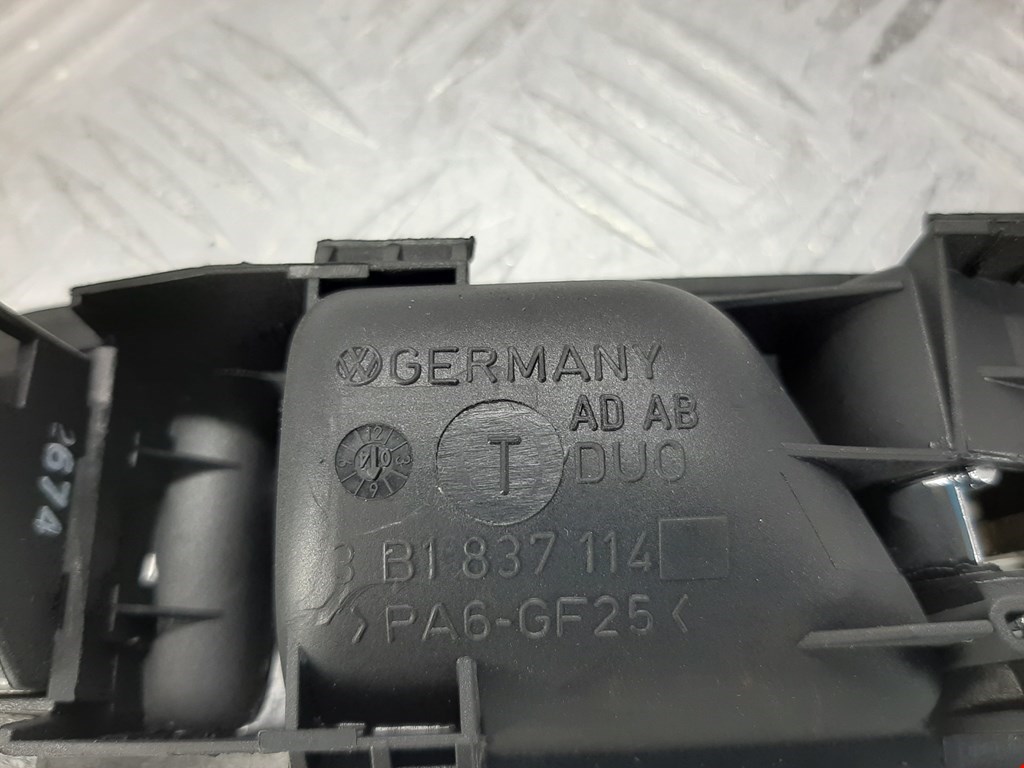 GERMANY
AD AB
T
DUO
3 B1 837 114
>PA6-GF25<
2674